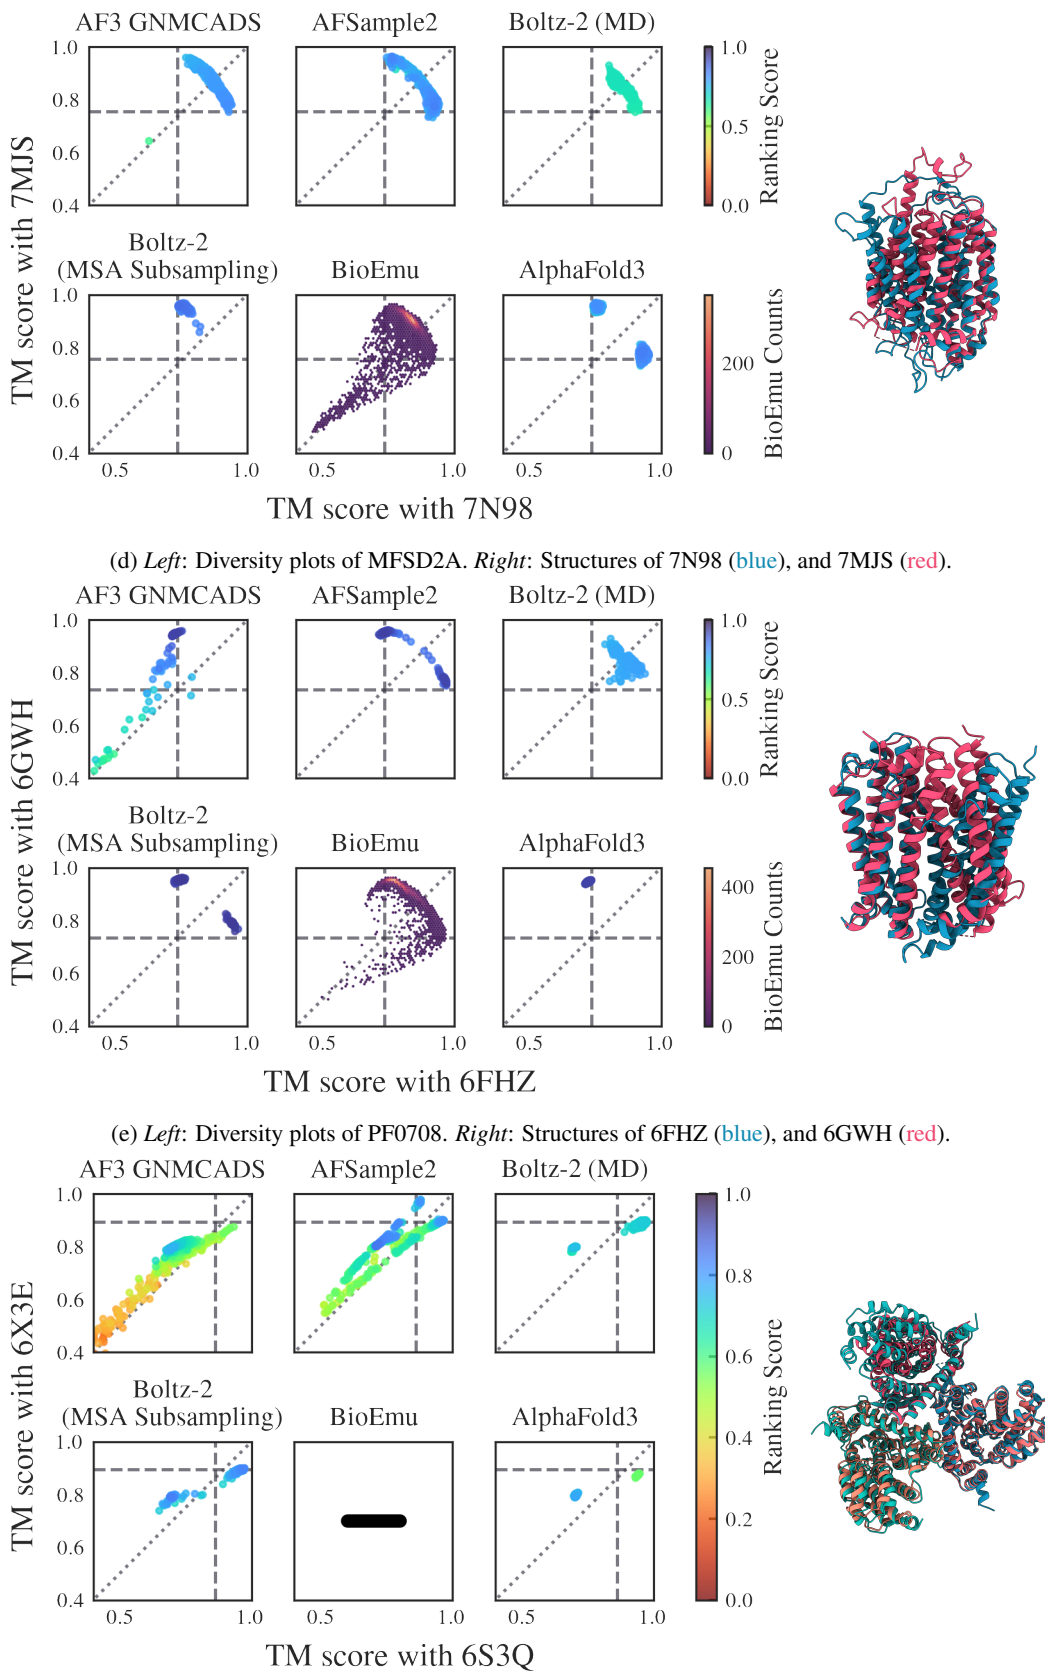 AF3 GNMCADS
AFSample2
Boltz-2 (MD)
1.0
0.8
0.6
0.4
1.0
0.5
0.0
Ranking Score
TM score with 7MJS
Boltz-2
(MSA Subsampling)
BioEmu
AlphaFold3
1.0
0.8
0.6
0.4
0.5
1.0
0.5
1.0
200
0
BioEmu Counts
TM score with 7N98
(d) Left: Diversity plots of MFSD2A. Right: Structures of 7N98 (blue), and 7MJS (red).
AF3 GNMCADS
AFSample2
Boltz-2 (MD)
1.0
0.8
0.6
0.4
1.0
0.5
0.0
Ranking Score
TM score with 6GWH
Boltz-2
(MSA Subsampling)
BioEmu
AlphaFold3
1.0
0.8
0.6
0.4
0.5
1.0
0.5
1.0
400
200
0
BioEmu Counts
TM score with 6FHZ
(e) Left: Diversity plots of PF0708. Right: Structures of 6FHZ (blue), and 6GWH (red).
AF3 GNMCADS
AFSample2
Boltz-2 (MD)
1.0
0.8
0.6
0.4
TM score with 6X3E
Boltz-2
(MSA Subsampling)
BioEmu
AlphaFold3
1.0
0.8
0.6
0.4
0.5
1.0
0.5
1.0
0.5
1.0
1.0
0.8
0.6
0.4
0.2
0.0
Ranking Score
TM score with 6S3Q